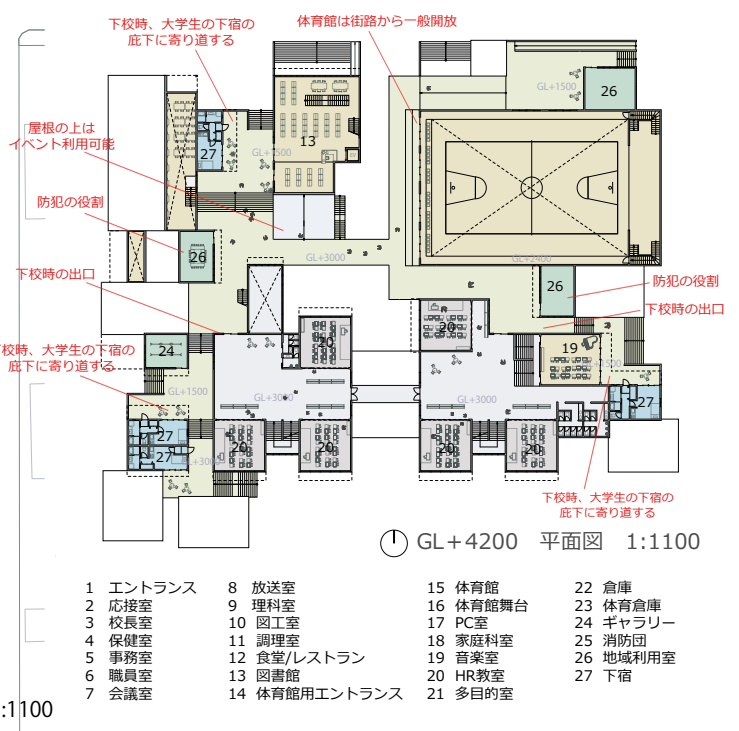 下校時、大学生の下宿の
庇下に寄り道する
体育館は街路から一般開放
GL+1500
26
屋根の上は
イベント利用可能
13
27
GL+1500
防犯の役割
26
GL+3000
GL+2400
下校時の出口
26
防犯の役割
下校時の出口
20
下校時、大学生の下宿の
庇下に寄り道する
24
20
19
GL+1500
GL+1500
GL+3000
GL+3000
27
27
27
GL+3000
20
20
20
20
下校時、大学生の下宿の
庇下に寄り道する
GL+4200 平面図 1:1100
1 エントランス
2 応接室
3 校長室
4 保健室
5 事務室
6 職員室
7 会議室
8 放送室
9 理科室
10 図工室
11 調理室
12 食堂/レストラン
13 図書館
14 体育館用エントランス
15 体育館
16 体育館舞台
17 PC室
18 家庭科室
19 音楽室
20 HR教室
21 多目的室
22 倉庫
23 体育倉庫
24 ギャラリー
25 消防団
26 地域利用室
27 下宿
:1100